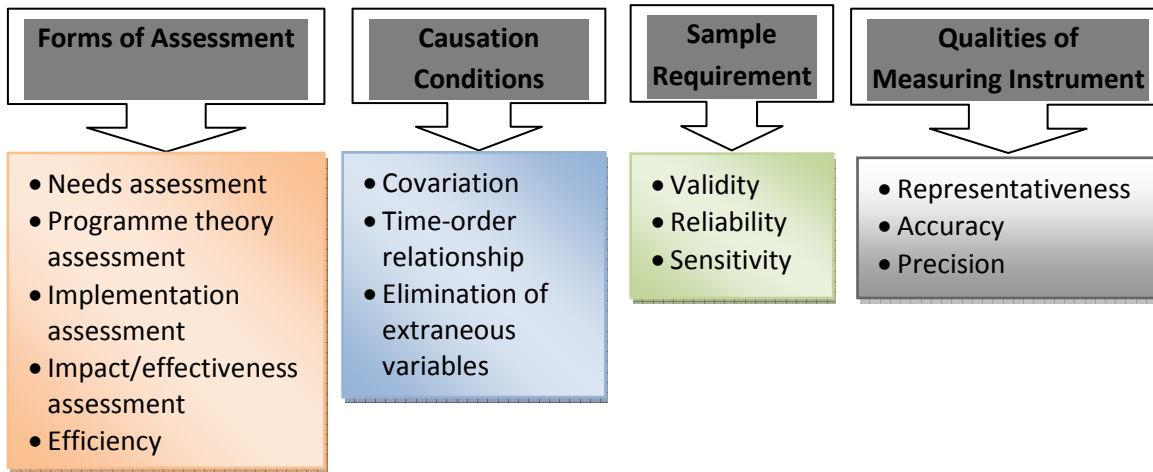 Forms of Assessment
• Needs assessment
• Programme theory
assessment
• Implementation
assessment
• Impact/effectiveness
assessment
• Efficiency
Causation
Conditions
• Covariation
• Time-order
relationship
• Elimination of
extraneous
variables
Sample
Requirement
• Validity
• Reliability
• Sensitivity
Qualities of
Measuring Instrument
• Representativeness
• Accuracy
• Precision